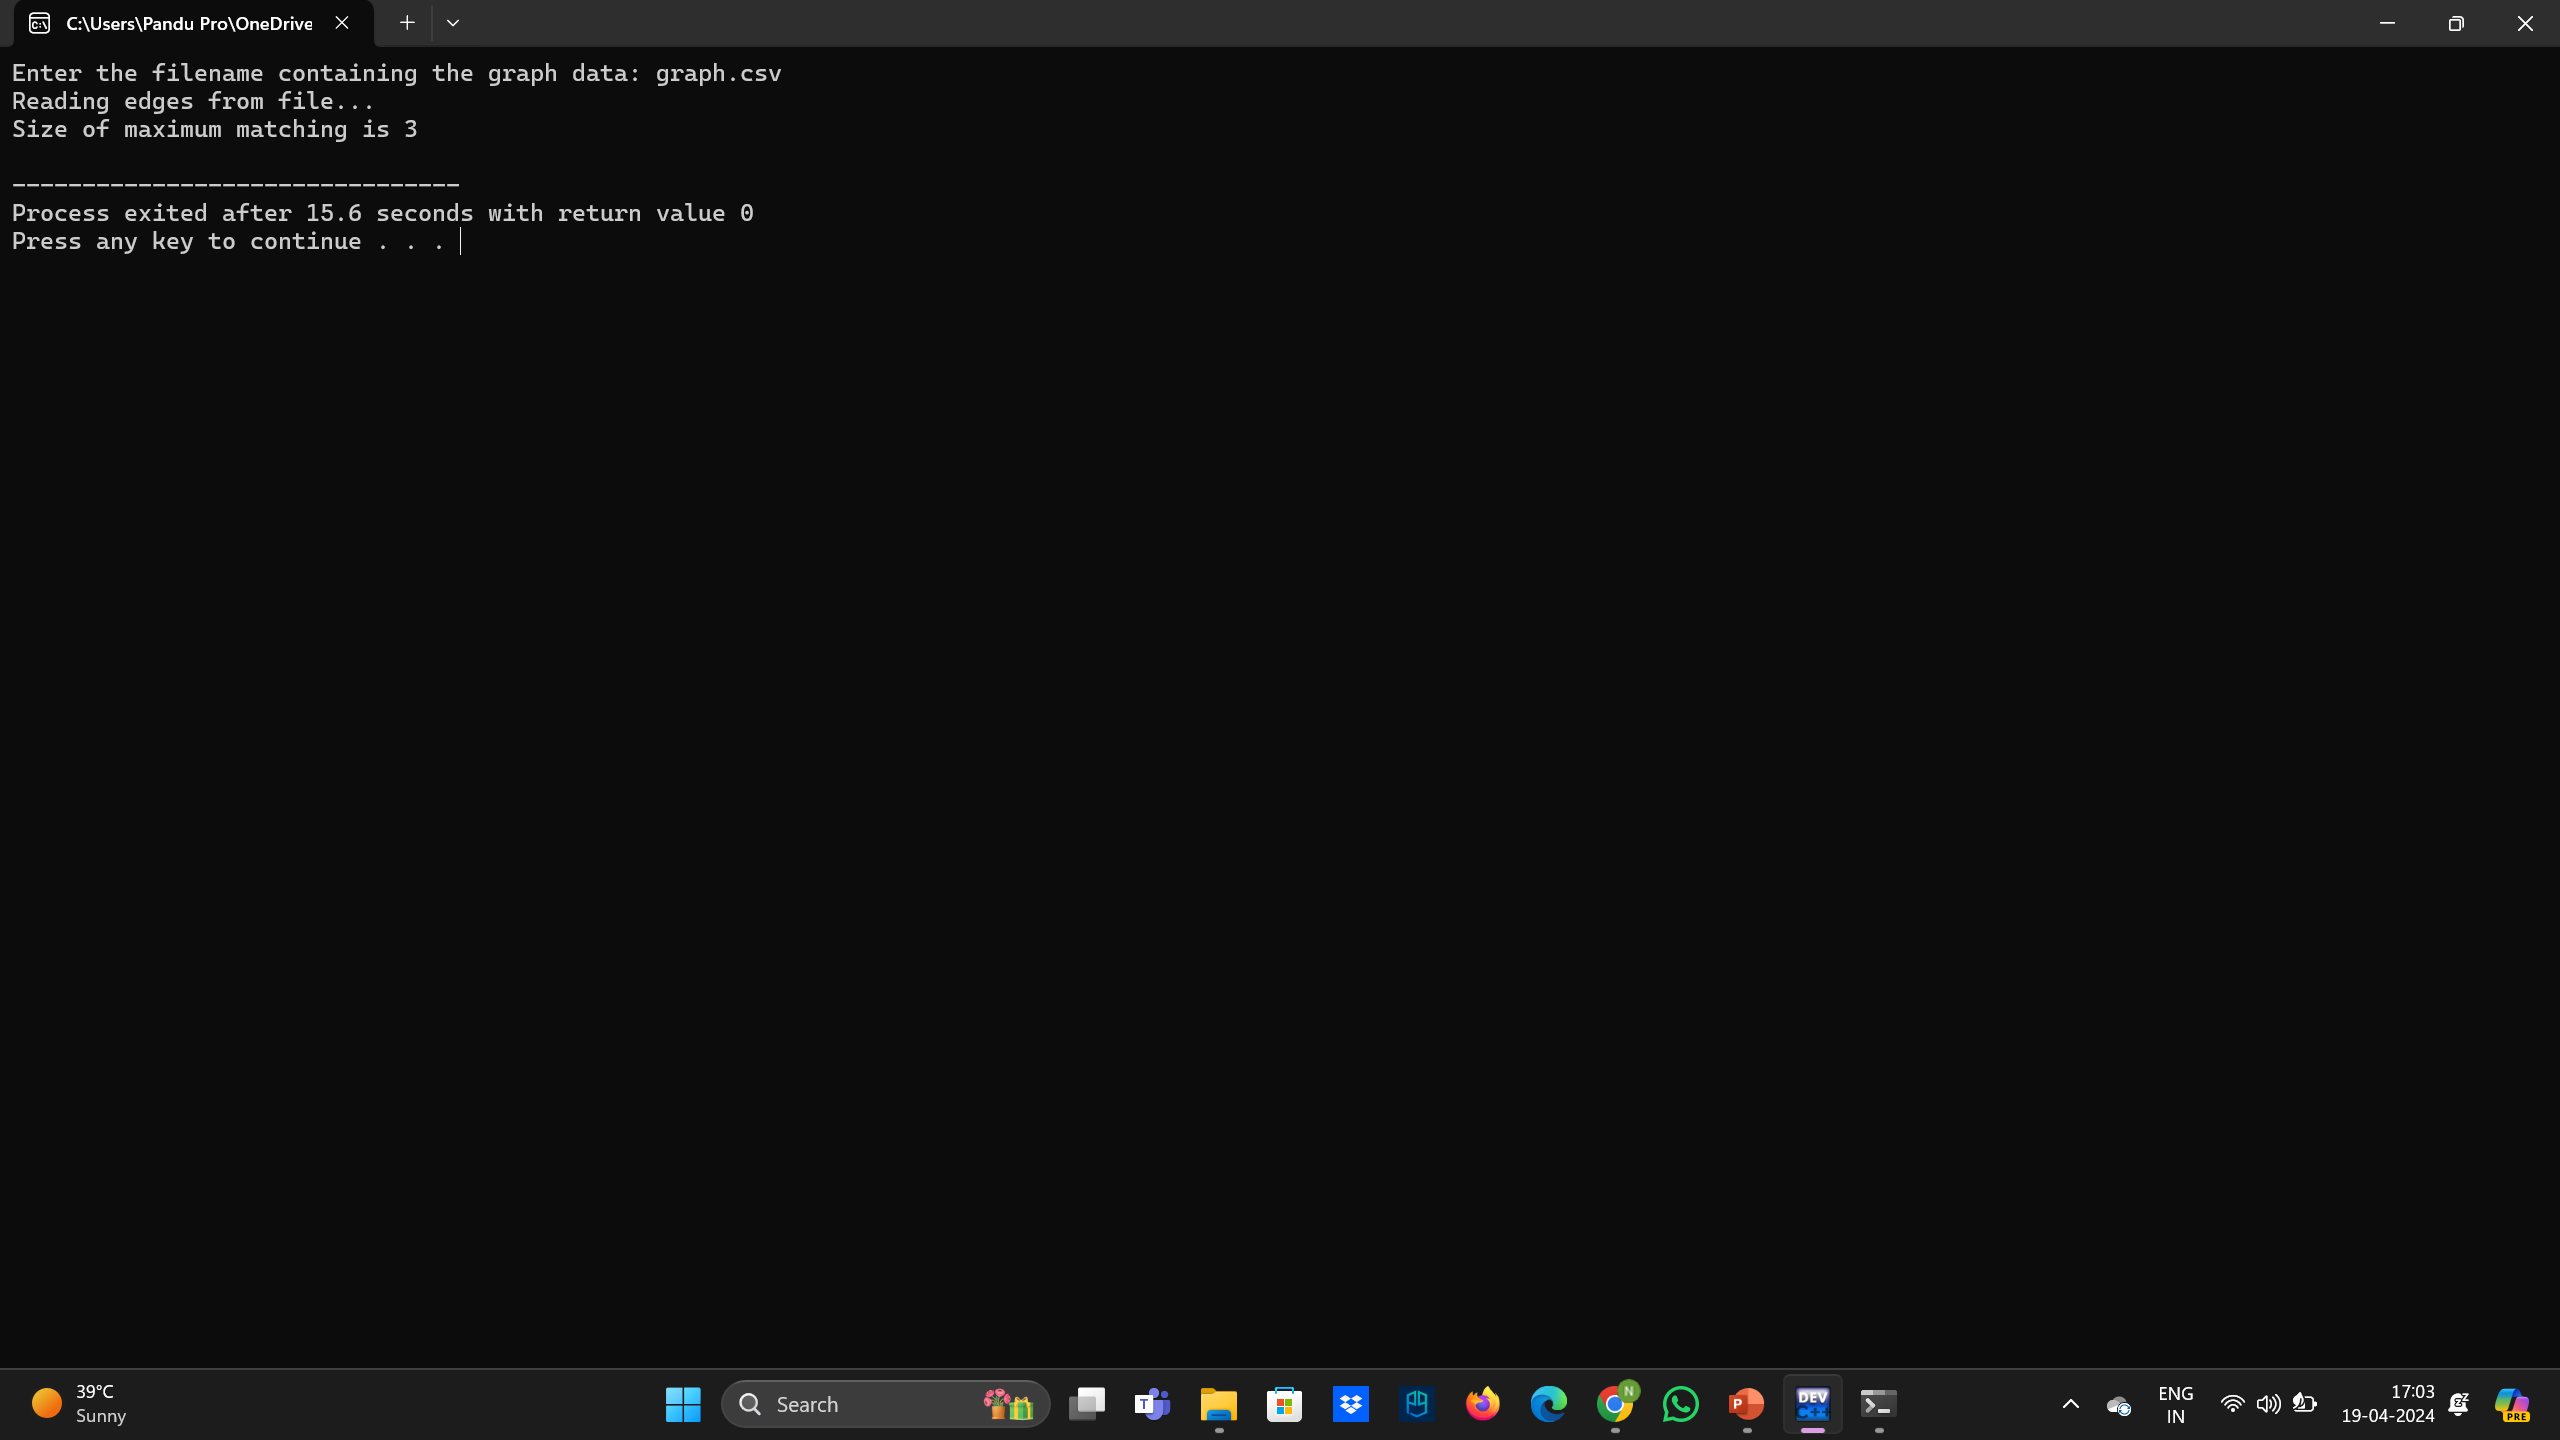 C:\Users\Pandu Pro\OneDrive
Enter the filename containing the graph data: graph.csv
Reading edges from file...
Size of maximum matching is 3
--------------------------------
Process exited after 15.6 seconds with return value 0
Press any key to continue . . .
39°C
Sunny
Search
T
N
P
DEV
C++
ENG
IN
17:03
19-04-2024
PRE